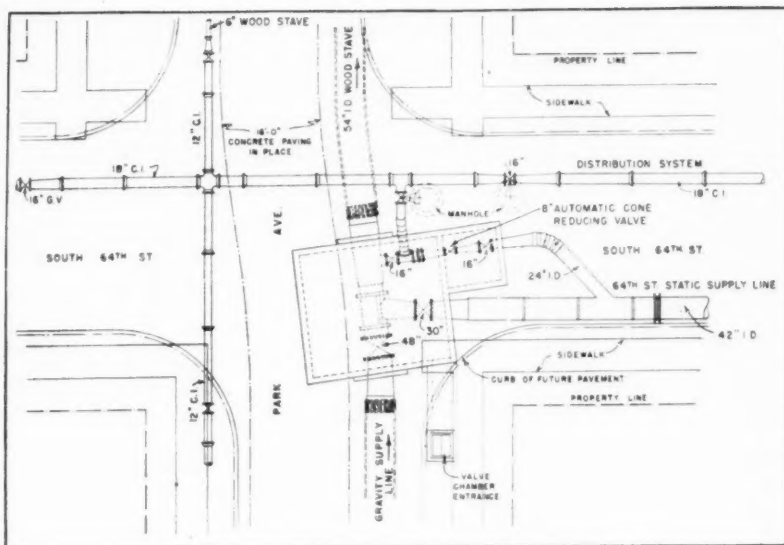 6" WOOD STAVE
54" I.D. WOOD STAVE
PROPERTY LINE
SIDEWALK
12" C.I.
18'-0"
CONCRETE PAVING
IN PLACE
18" C.I.
16"
DISTRIBUTION SYSTEM
16" G.V.
18" C.I.
MANHOLE
8" AUTOMATIC CONE
REDUCING VALVE
AVE.
SOUTH 64TH ST.
16"
16"
SOUTH 64TH ST.
24" I.D.
64TH ST. STATIC SUPPLY LINE
30"
42" I.D.
48"
SIDEWALK
CURB OF FUTURE PAVEMENT
12" C.I.
PARK
PROPERTY LINE
GRAVITY SUPPLY
LINE
VALVE
CHAMBER
ENTRANCE